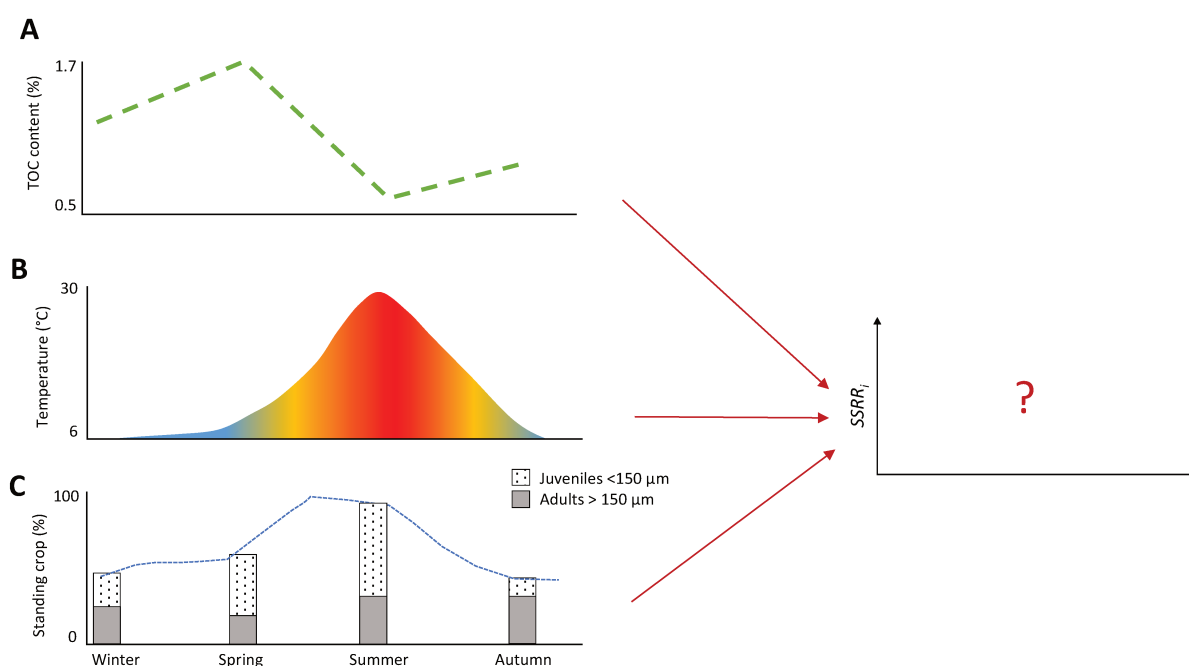 A
1.7
TOC content (%)
0.5
B
30
Temperature (°C)
6
SSRRi
?
C
100
Standing crop (%)
0
Juveniles <150 µm
Adults > 150 µm
Winter
Spring
Summer
Autumn